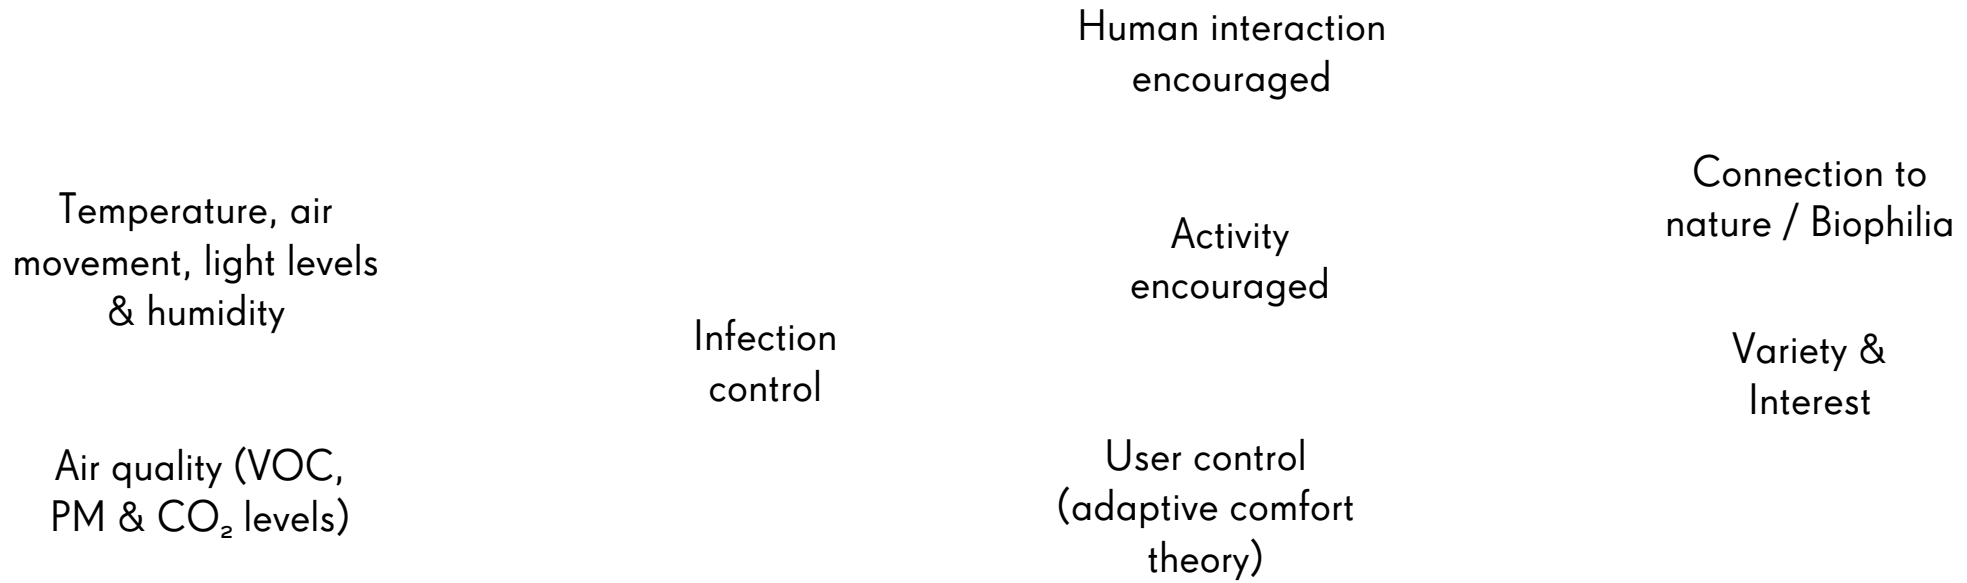 Human interaction
encouraged
Temperature, air
movement, light levels
& humidity
Air quality (VOC,
PM & CO₂ levels)
Infection
control
Activity
encouraged
User control
(adaptive comfort
theory)
Connection to
nature / Biophilia
Variety &
Interest